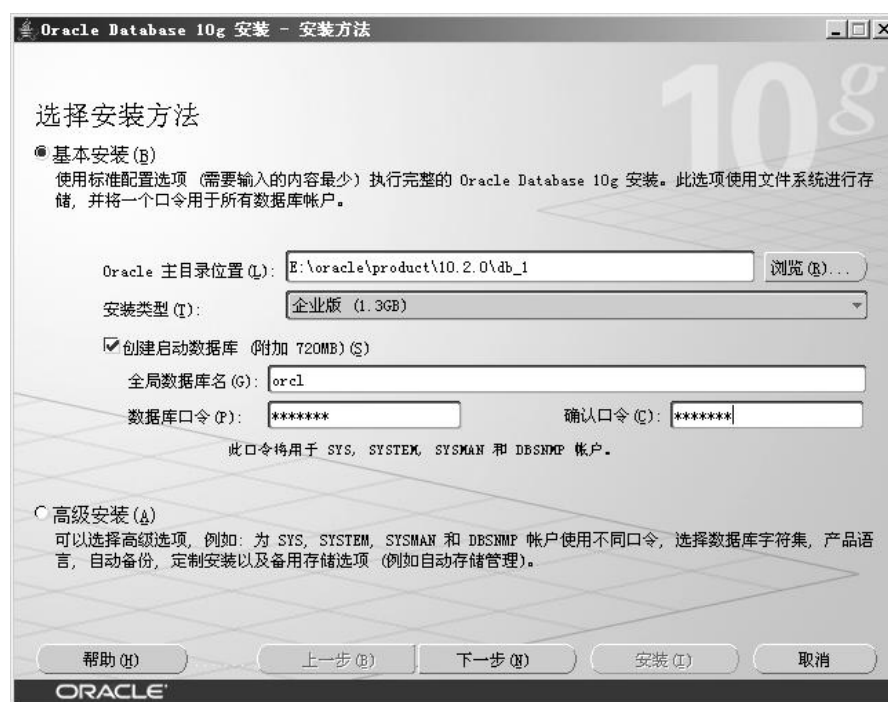 Oracle Database 10g 安装 - 安装方法
10g
选择安装方法
基本安装(B)
使用标准配置选项 (需要输入的内容最少) 执行完整的 Oracle Database 10g 安装。此选项使用文件系统进行存
储, 并将一个口令用于所有数据库帐户。
Oracle 主目录位置(L): E:\oracle\product\10.2.0\db_1 浏览(R)...
安装类型(T): 企业版 (1.3GB)
创建启动数据库 (附加 720MB)(S)
全局数据库名(G): orcl
数据库口令(P): ******* 确认口令(C): *******
此口令将用于 SYS, SYSTEM, SYSMAN 和 DBSNMP 帐户。
高级安装(A)
可以选择高级选项, 例如: 为 SYS, SYSTEM, SYSMAN 和 DBSNMP 帐户使用不同口令, 选择数据库字符集, 产品语
言, 自动备份, 定制安装以及备用存储选项 (例如自动存储管理)。
帮助(H) 上一步(B) 下一步(N) 安装(I) 取消
ORACLE